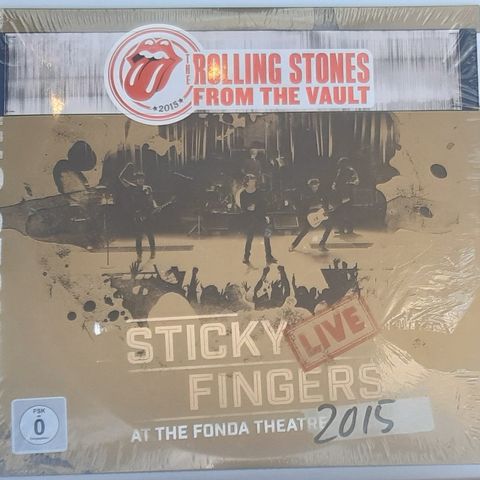 THE
ROLLING STONES
FROM THE VAULT
★2015★
STICKY
LIVE
FINGERS
AT THE FONDA THEATRE
2015
FSK
0